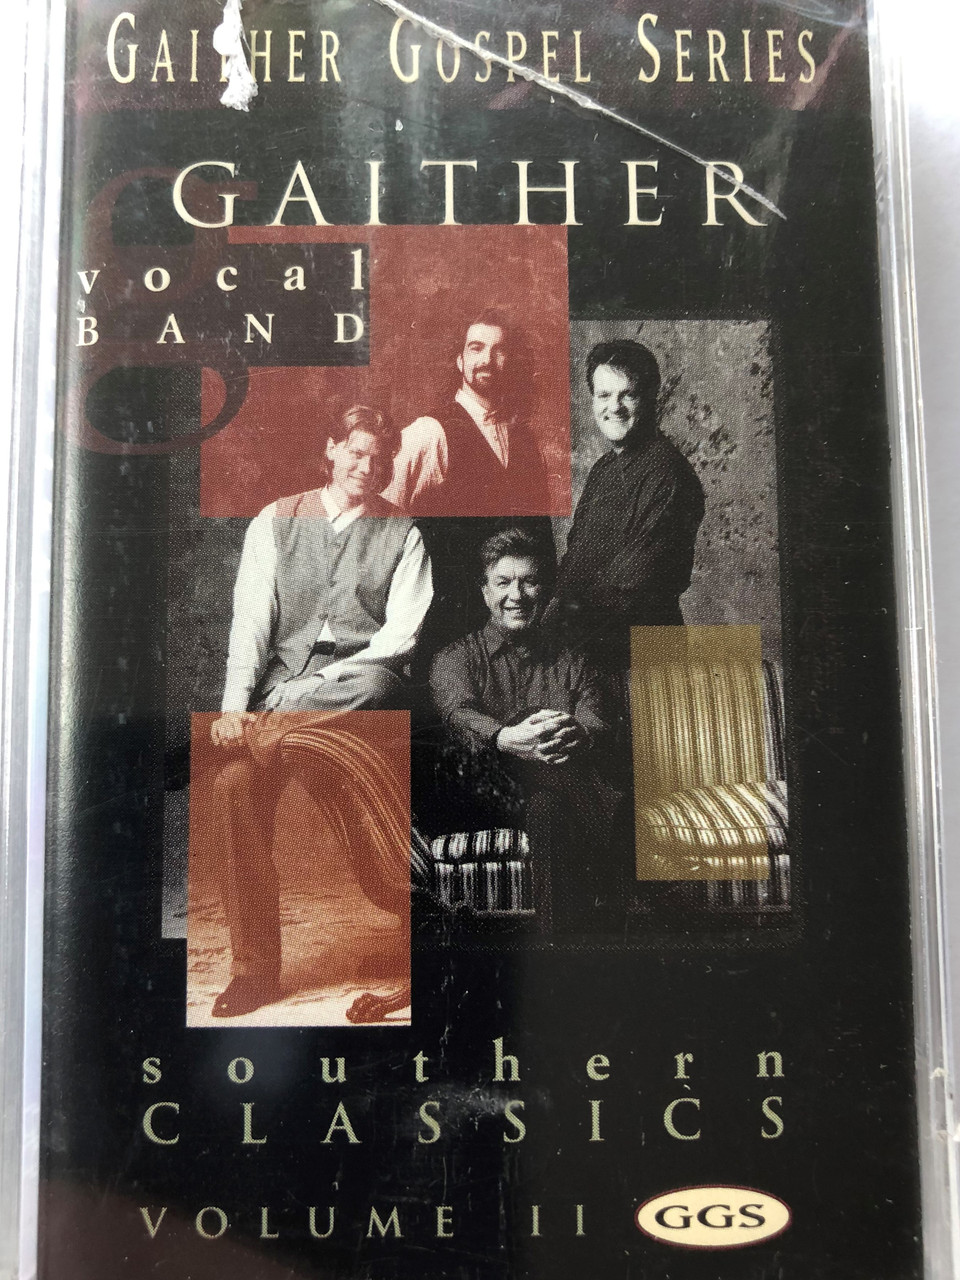 GAITHER GOSPEL SERIES
GAITHER
vocal
BAND
southern
CLASSICS
VOLUME II
GGS